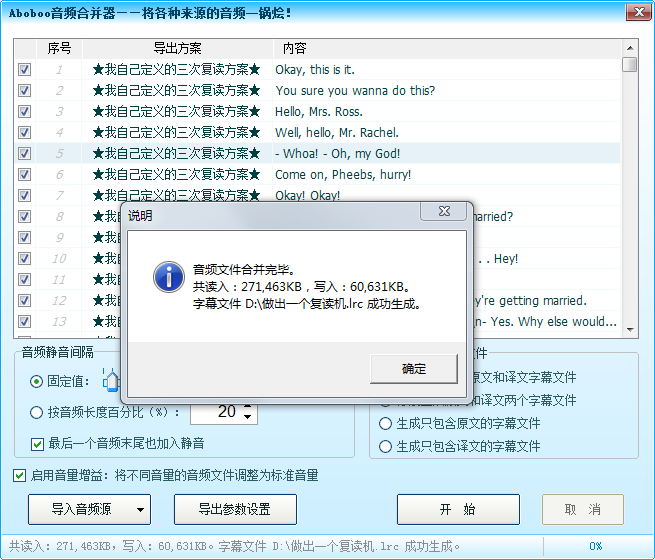 Aboboo音频合并器－－将各种来源的音频一锅烩!
序号 导出方案 内容
1 ★我自己定义的三次复读方案★ Okay, this is it.
2 ★我自己定义的三次复读方案★ You sure you wanna do this?
3 ★我自己定义的三次复读方案★ Hello, Mrs. Ross.
4 ★我自己定义的三次复读方案★ Well, hello, Mr. Rachel.
5 ★我自己定义的三次复读方案★ - Whoa! - Oh, my God!
6 ★我自己定义的三次复读方案★ Come on, Pheebs, hurry!
7 ★我自己定义的三次复读方案★ Okay! Okay!
8 ★我自 married?
9 ★我自
10 ★我自 . . Hey!
11 ★我自
12 ★我自 y're getting married.
13 ★我自 n- Yes. Why else would...
说明
音频文件合并完毕。
共读入：271,463KB，写入：60,631KB。
字幕文件 D:\做出一个复读机.lrc 成功生成。
确定
音频静音间隔
固定值：
按音频长度百分比（%）： 20
最后一个音频末尾也加入静音
件
原文和译文字幕文件
文和译文两个字幕文件
生成只包含原文的字幕文件
生成只包含译文的字幕文件
启用音量增益：将不同音量的音频文件调整为标准音量
导入音频源 导出参数设置 开 始 取 消
共读入：271,463KB，写入：60,631KB。字幕文件 D:\做出一个复读机.lrc 成功生成。 0%